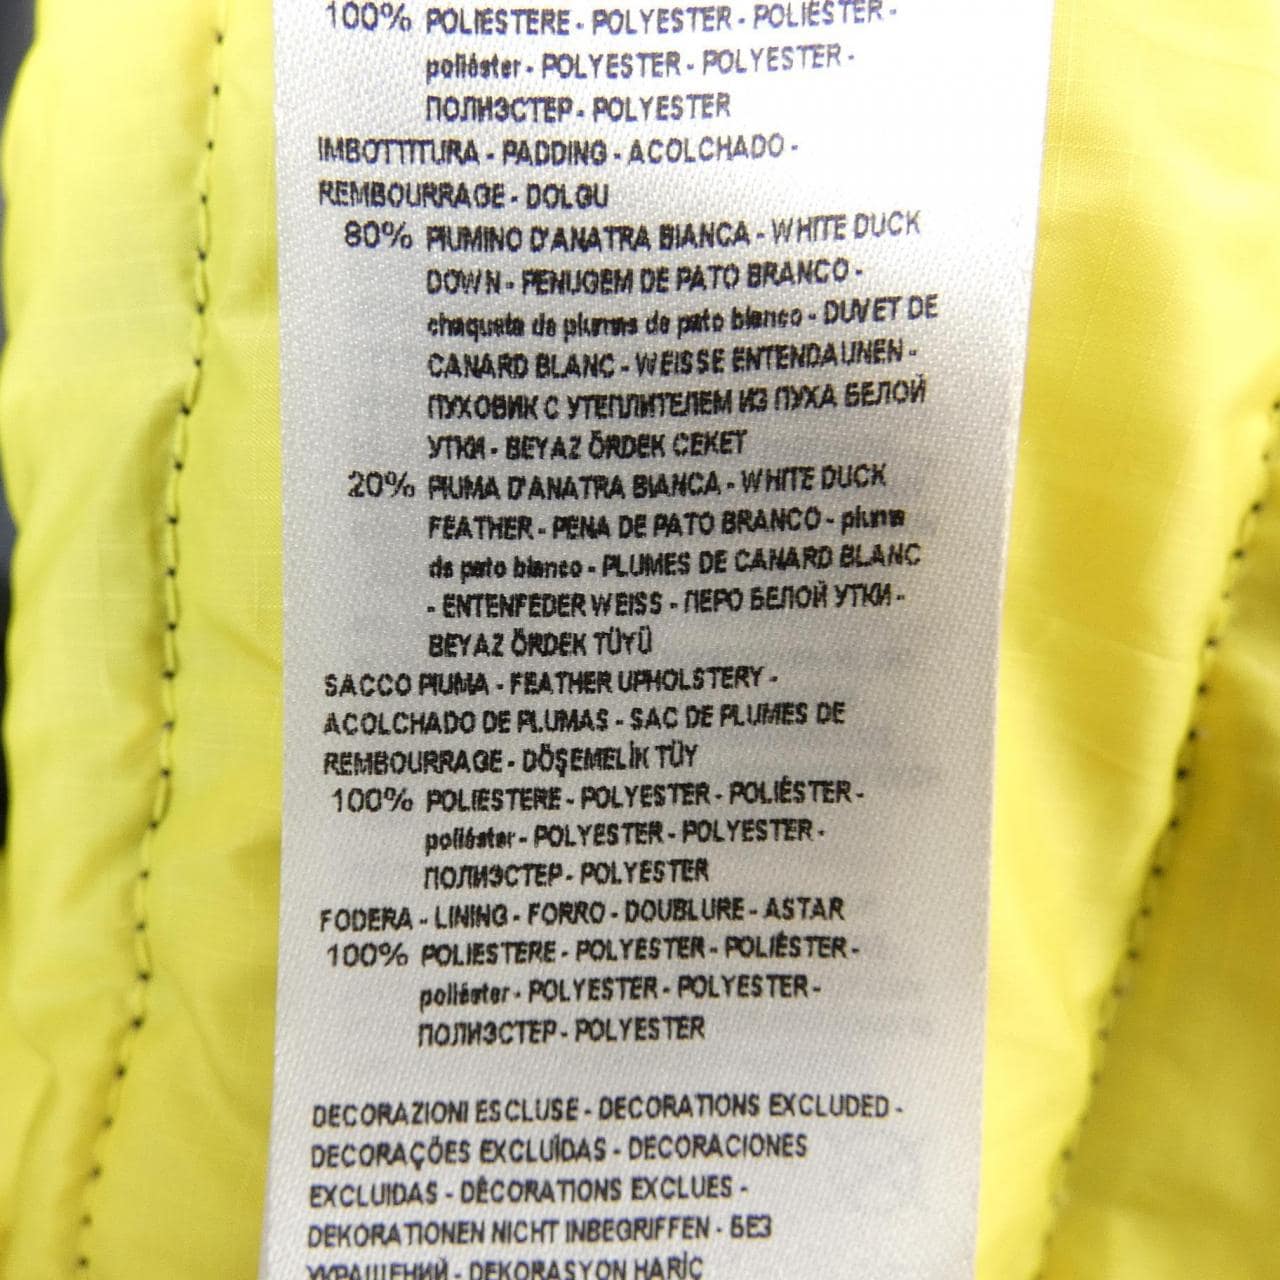 100% POLIESTERE - POLYESTER - POLIÉSTER -
poliéster - POLYESTER - POLYESTER -
ПОЛИЭСТЕР - POLYESTER
IMBOTTITURA - PADDING - ACOLCHADO -
REMBOURRAGE - DOLGU
80% PIUMINO D'ANATRA BIANCA - WHITE DUCK
DOWN - PENUGEM DE PATO BRANCO -
chaqueta de plumas de pato blanco - DUVET DE
CANARD BLANC - WEISSE ENTENDAUNEN -
ПУХОВИК С УТЕПЛИТЕЛЕМ ИЗ ПУХА БЕЛОЙ
УТКИ - BEYAZ ÖRDEK CEKET
20% PIUMA D'ANATRA BIANCA - WHITE DUCK
FEATHER - PENA DE PATO BRANCO - pluma
de pato blanco - PLUMES DE CANARD BLANC
- ENTENFEDER WEISS - ПЕРО БЕЛОЙ УТКИ -
BEYAZ ÖRDEK TÜYÜ
SACCO PIUMA - FEATHER UPHOLSTERY -
ACOLCHADO DE PLUMAS - SAC DE PLUMES DE
REMBOURRAGE - DÖŞEMELİK TÜY
100% POLIESTERE - POLYESTER - POLIÉSTER -
poliéster - POLYESTER - POLYESTER -
ПОЛИЭСТЕР - POLYESTER
FODERA - LINING - FORRO - DOUBLURE - ASTAR
100% POLIESTERE - POLYESTER - POLIÉSTER -
poliéster - POLYESTER - POLYESTER -
ПОЛИЭСТЕР - POLYESTER
DECORAZIONI ESCLUSE - DECORATIONS EXCLUDED -
DECORAÇÕES EXCLUÍDAS - DECORACIONES
EXCLUIDAS - DÉCORATIONS EXCLUES -
DEKORATIONEN NICHT INBEGRIFFEN - БЕЗ
УКРАШЕНИЙ - DEKORASYON HARİÇ